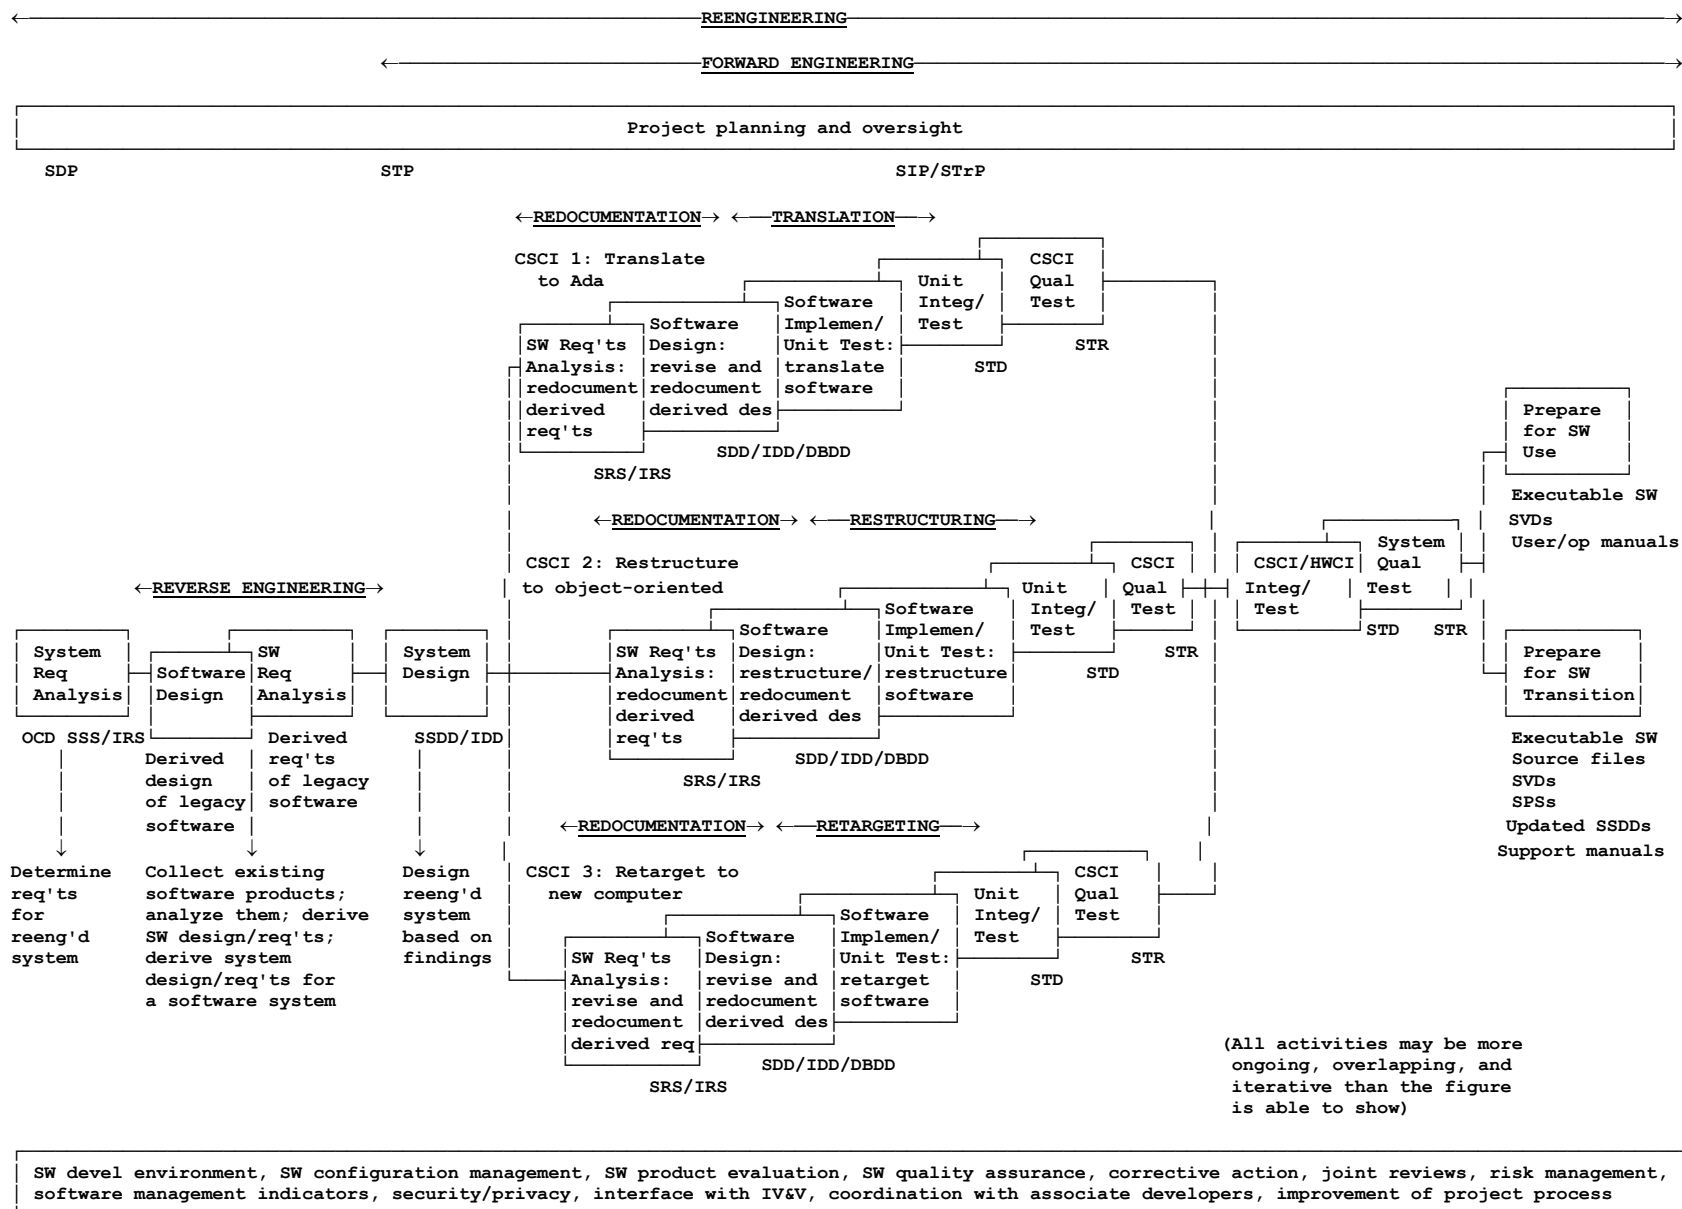 REENGINEERING
FORWARD ENGINEERING
Project planning and oversight
SDP STP SIP/STrP
REDOCUMENTATION TRANSLATION
CSCI 1: Translate
to Ada
SW Req'ts
Analysis:
redocument
derived
req'ts
SRS/IRS
Software
Design:
revise and
redocument
derived des
SDD/IDD/DBDD
Software
Implemen/
Unit Test:
translate
software
Unit
Integ/
Test
STD
CSCI
Qual
Test
STR
REDOCUMENTATION RESTRUCTURING
CSCI 2: Restructure
to object-oriented
SW Req'ts
Analysis:
redocument
derived
req'ts
SRS/IRS
Software
Design:
restructure/
redocument
derived des
SDD/IDD/DBDD
Software
Implemen/
Unit Test:
restructure
software
Unit
Integ/
Test
STD
CSCI
Qual
Test
STR
REVERSE ENGINEERING
System
Req
Analysis
OCD SSS/IRS
Determine
req'ts
for
reeng'd
system
Software
Design
Derived
design
of legacy
software
SW
Req
Analysis
Derived
req'ts
of legacy
software
Collect existing
software products;
analyze them; derive
SW design/req'ts;
derive system
design/req'ts for
a software system
System
Design
SSDD/IDD
Design
reeng'd
system
based on
findings
REDOCUMENTATION RETARGETING
CSCI 3: Retarget to
new computer
SW Req'ts
Analysis:
revise and
redocument
derived req
SRS/IRS
Software
Design:
revise and
redocument
derived des
SDD/IDD/DBDD
Software
Implemen/
Unit Test:
retarget
software
Unit
Integ/
Test
STD
CSCI
Qual
Test
STR
CSCI/HWCI
Integ/
Test
STD
System
Qual
Test
STR
Prepare
for SW
Use
Executable SW
SVDs
User/op manuals
Prepare
for SW
Transition
Executable SW
Source files
SVDs
SPSs
Updated SSDDs
Support manuals
(All activities may be more
ongoing, overlapping, and
iterative than the figure
is able to show)
SW devel environment, SW configuration management, SW product evaluation, SW quality assurance, corrective action, joint reviews, risk management,
software management indicators, security/privacy, interface with IV&V, coordination with associate developers, improvement of project process